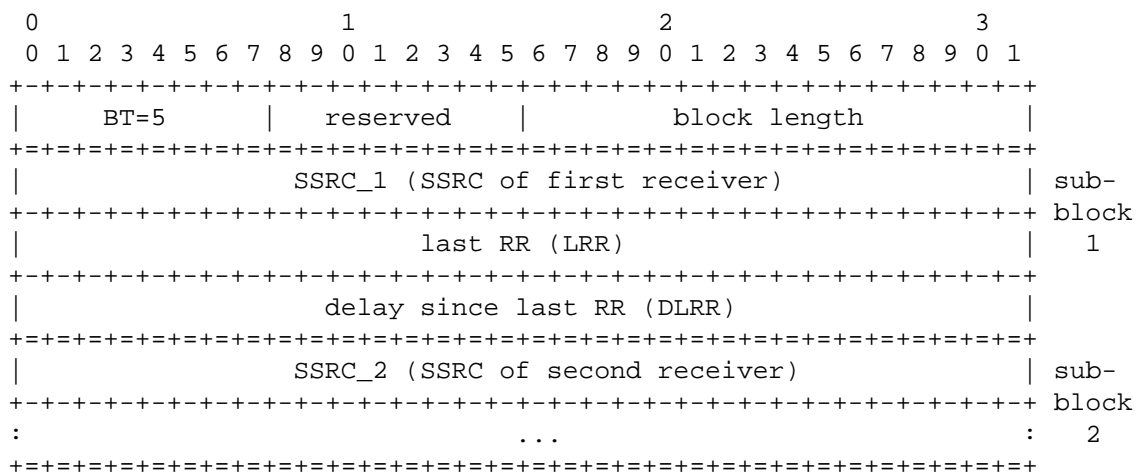 0                   1                   2                   3
 0 1 2 3 4 5 6 7 8 9 0 1 2 3 4 5 6 7 8 9 0 1 2 3 4 5 6 7 8 9 0 1
+-+-+-+-+-+-+-+-+-+-+-+-+-+-+-+-+-+-+-+-+-+-+-+-+-+-+-+-+-+-+-+-+
|     BT=5      |   reserved    |         block length          |
+=+=+=+=+=+=+=+=+=+=+=+=+=+=+=+=+=+=+=+=+=+=+=+=+=+=+=+=+=+=+=+=+
|                 SSRC_1 (SSRC of first receiver)               | sub-
+-+-+-+-+-+-+-+-+-+-+-+-+-+-+-+-+-+-+-+-+-+-+-+-+-+-+-+-+-+-+-+-+ block
|                         last RR (LRR)                         |   1
+-+-+-+-+-+-+-+-+-+-+-+-+-+-+-+-+-+-+-+-+-+-+-+-+-+-+-+-+-+-+-+-+
|                   delay since last RR (DLRR)                  |
+=+=+=+=+=+=+=+=+=+=+=+=+=+=+=+=+=+=+=+=+=+=+=+=+=+=+=+=+=+=+=+=+
|                 SSRC_2 (SSRC of second receiver)              | sub-
+-+-+-+-+-+-+-+-+-+-+-+-+-+-+-+-+-+-+-+-+-+-+-+-+-+-+-+-+-+-+-+-+ block
:                               ...                             :   2
+=+=+=+=+=+=+=+=+=+=+=+=+=+=+=+=+=+=+=+=+=+=+=+=+=+=+=+=+=+=+=+=+